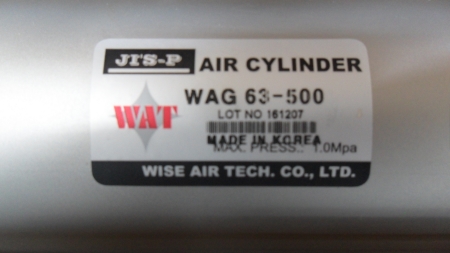 JI'S-P AIR CYLINDER
WAT
WAG 63-500
LOT NO 161207
MADE IN KOREA
MAX. PRESS.: 1.0Mpa
WISE AIR TECH. CO., LTD.